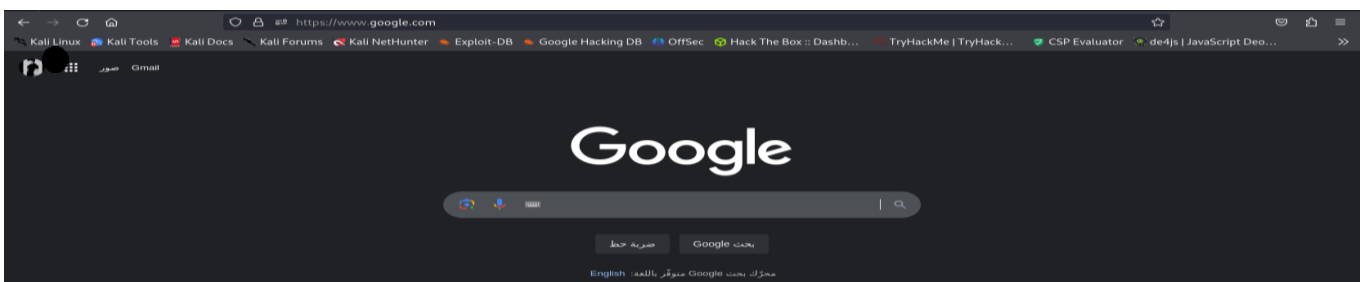 https://www.google.com
Kali Linux Kali Tools Kali Docs Kali Forums Kali NetHunter Exploit-DB Google Hacking DB OffSec Hack The Box :: Dashb... TryHackMe | TryHack... CSP Evaluator de4js | JavaScript Deo...
Gmail صور
Google
بحث Google ضربة حظ
محرّك بحث Google متوفّر باللغة: English